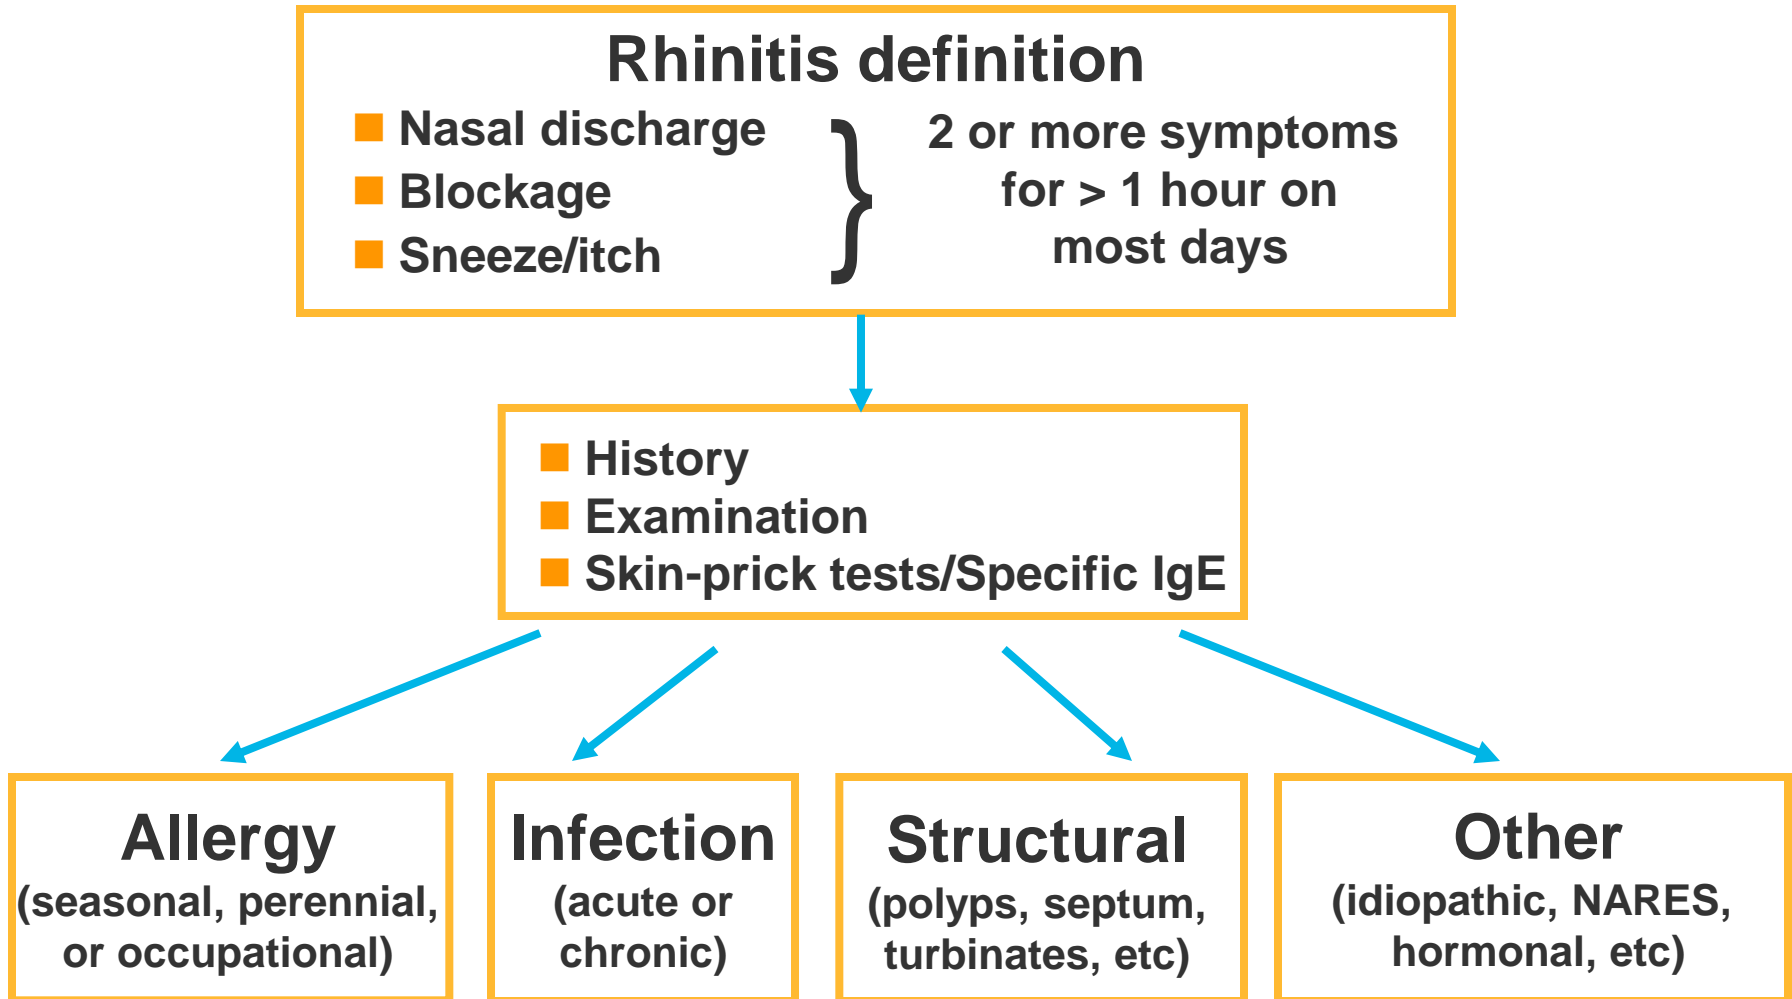 Rhinitis definition
Nasal discharge
Blockage
Sneeze/itch
}
2 or more symptoms
for > 1 hour on
most days
History
Examination
Skin-prick tests/Specific IgE
Allergy
(seasonal, perennial,
or occupational)
Infection
(acute or
chronic)
Structural
(polyps, septum,
turbinates, etc)
Other
(idiopathic, NARES,
hormonal, etc)